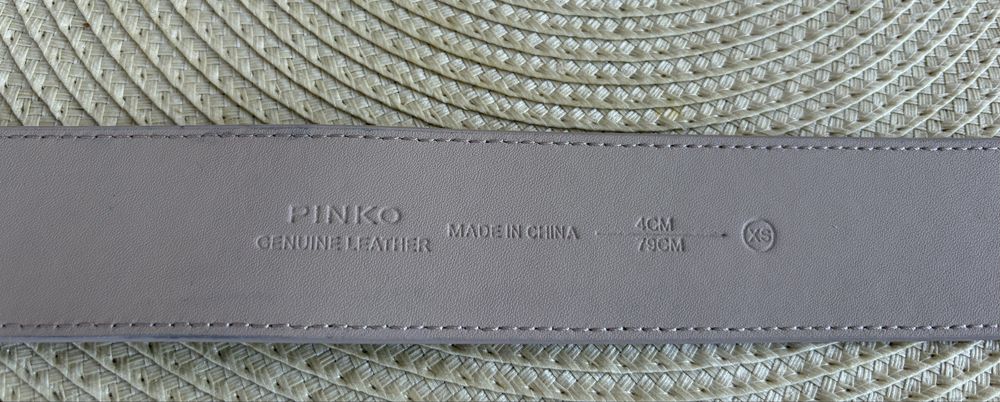 PINKO
GENUINE LEATHER
MADE IN CHINA
4CM
79CM
XS